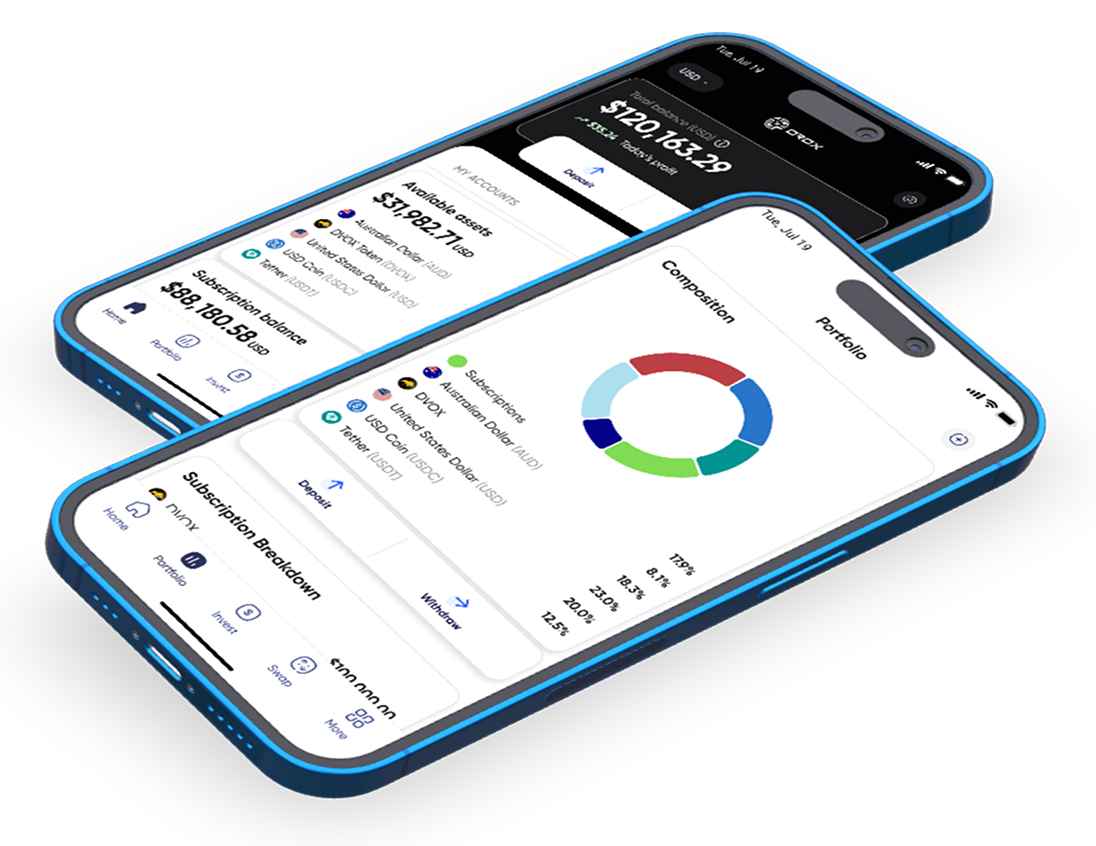 Tue, Jul 19
USD
Total balance (USD)
$120,163.29
$35.24 Today's profit
Deposit
MY ACCOUNTS
Available assets
$31,982.71 USD
Australian Dollar (AUD)
DVOX Token (DVOX)
United States Dollar (USD)
USD Coin (USDC)
Tether (USDT)
Subscription balance
$88,180.58 USD
Home
Portfolio
Invest
Tue, Jul 19
Portfolio
Composition
Subscriptions 17.9%
Australian Dollar (AUD) 8.1%
DVOX 18.3%
United States Dollar (USD) 23.0%
USD Coin (USDC) 20.0%
Tether (USDT) 12.5%
Deposit
Withdraw
Subscription Breakdown
DVOX $100,000.00
Home
Portfolio
Invest
Swap
More